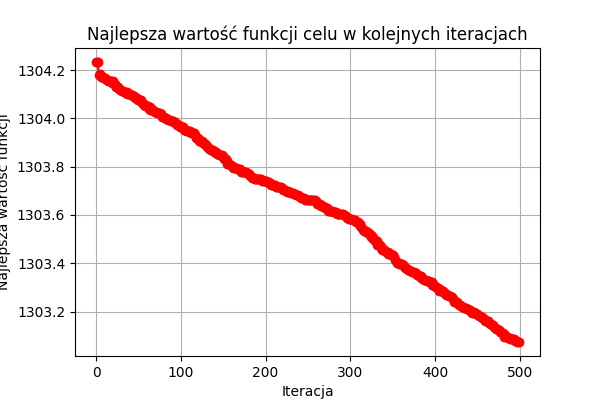 Najlepsza wartość funkcji celu w kolejnych iteracjach
Najlepsza wartość funkcji
1304.2
1304.0
1303.8
1303.6
1303.4
1303.2
0 100 200 300 400 500
Iteracja